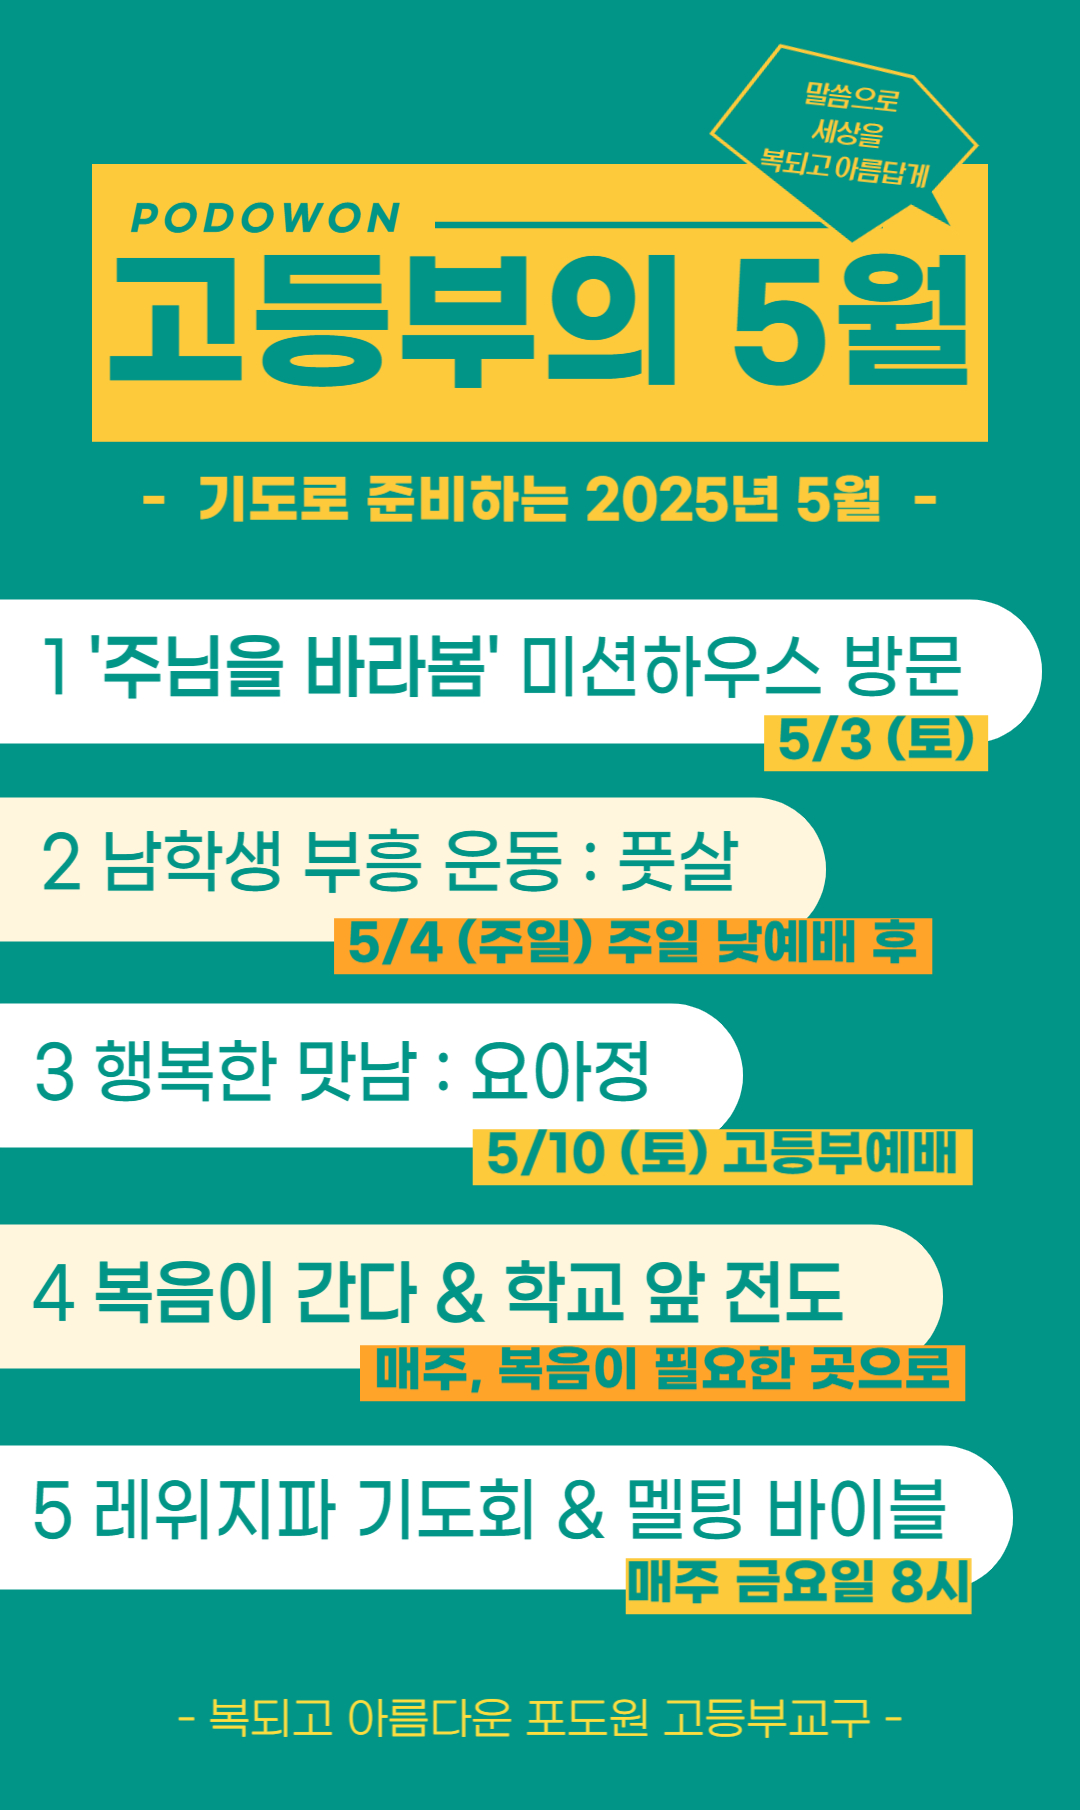 말씀으로
세상을
복되고 아름답게
PODOWON
고등부의 5월
- 기도로 준비하는 2025년 5월 -
1 '주님을 바라봄' 미션하우스 방문
5/3 (토)
2 남학생 부흥 운동 : 풋살
5/4 (주일) 주일 낮예배 후
3 행복한 맛남 : 요아정
5/10 (토) 고등부예배
4 복음이 간다 & 학교 앞 전도
매주, 복음이 필요한 곳으로
5 레위지파 기도회 & 멜팅 바이블
매주 금요일 8시
- 복되고 아름다운 포도원 고등부교구 -